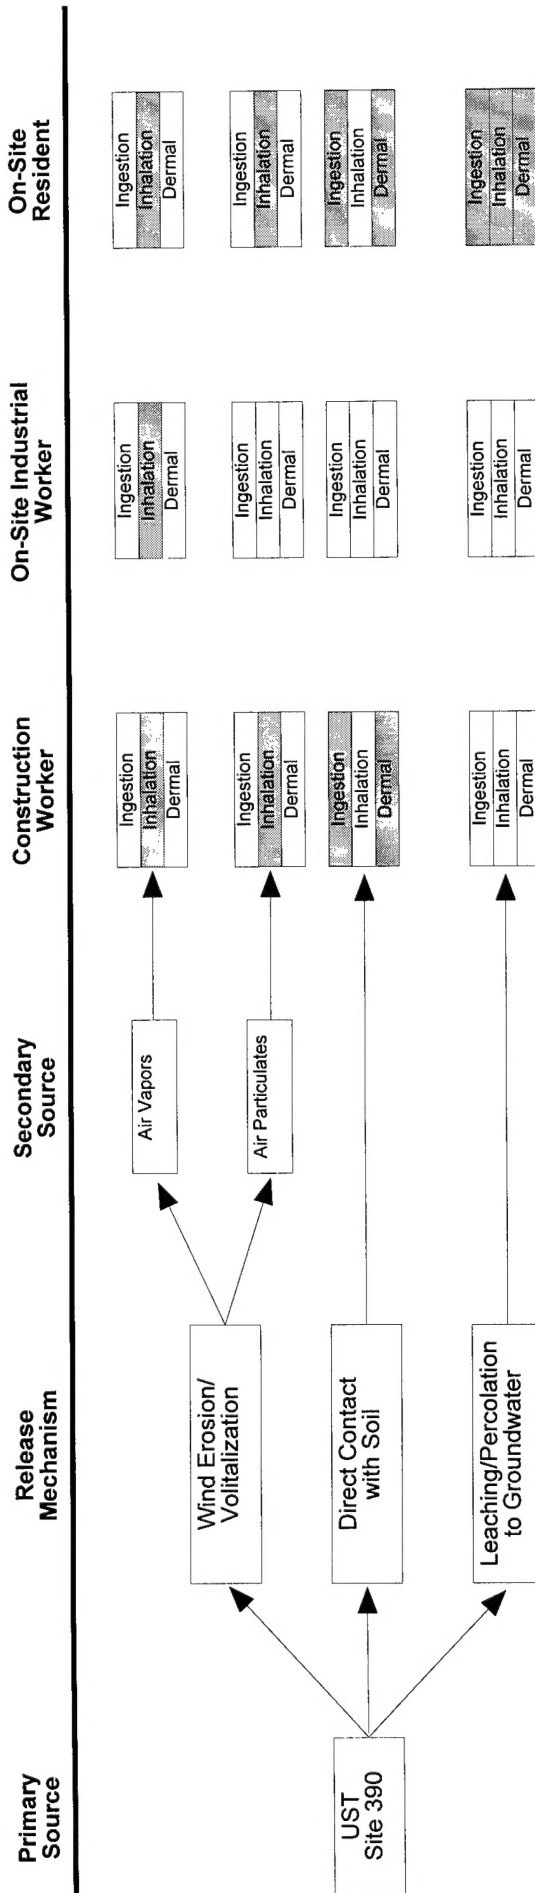 Primary
Source
Release
Mechanism
Secondary
Source
Construction
Worker
On-Site Industrial
Worker
On-Site
Resident
UST
Site 390
Wind Erosion/
Volitalization
Direct Contact
with Soil
Leaching/Percolation
to Groundwater
Air Vapors
Air Particulates
Ingestion
Inhalation
Dermal
Ingestion
Inhalation
Dermal
Ingestion
Inhalation
Dermal
Ingestion
Inhalation
Dermal
Ingestion
Inhalation
Dermal
Ingestion
Inhalation
Dermal
Ingestion
Inhalation
Dermal
Ingestion
Inhalation
Dermal
Ingestion
Inhalation
Dermal
Ingestion
Inhalation
Dermal
Ingestion
Inhalation
Dermal
Ingestion
Inhalation
Dermal